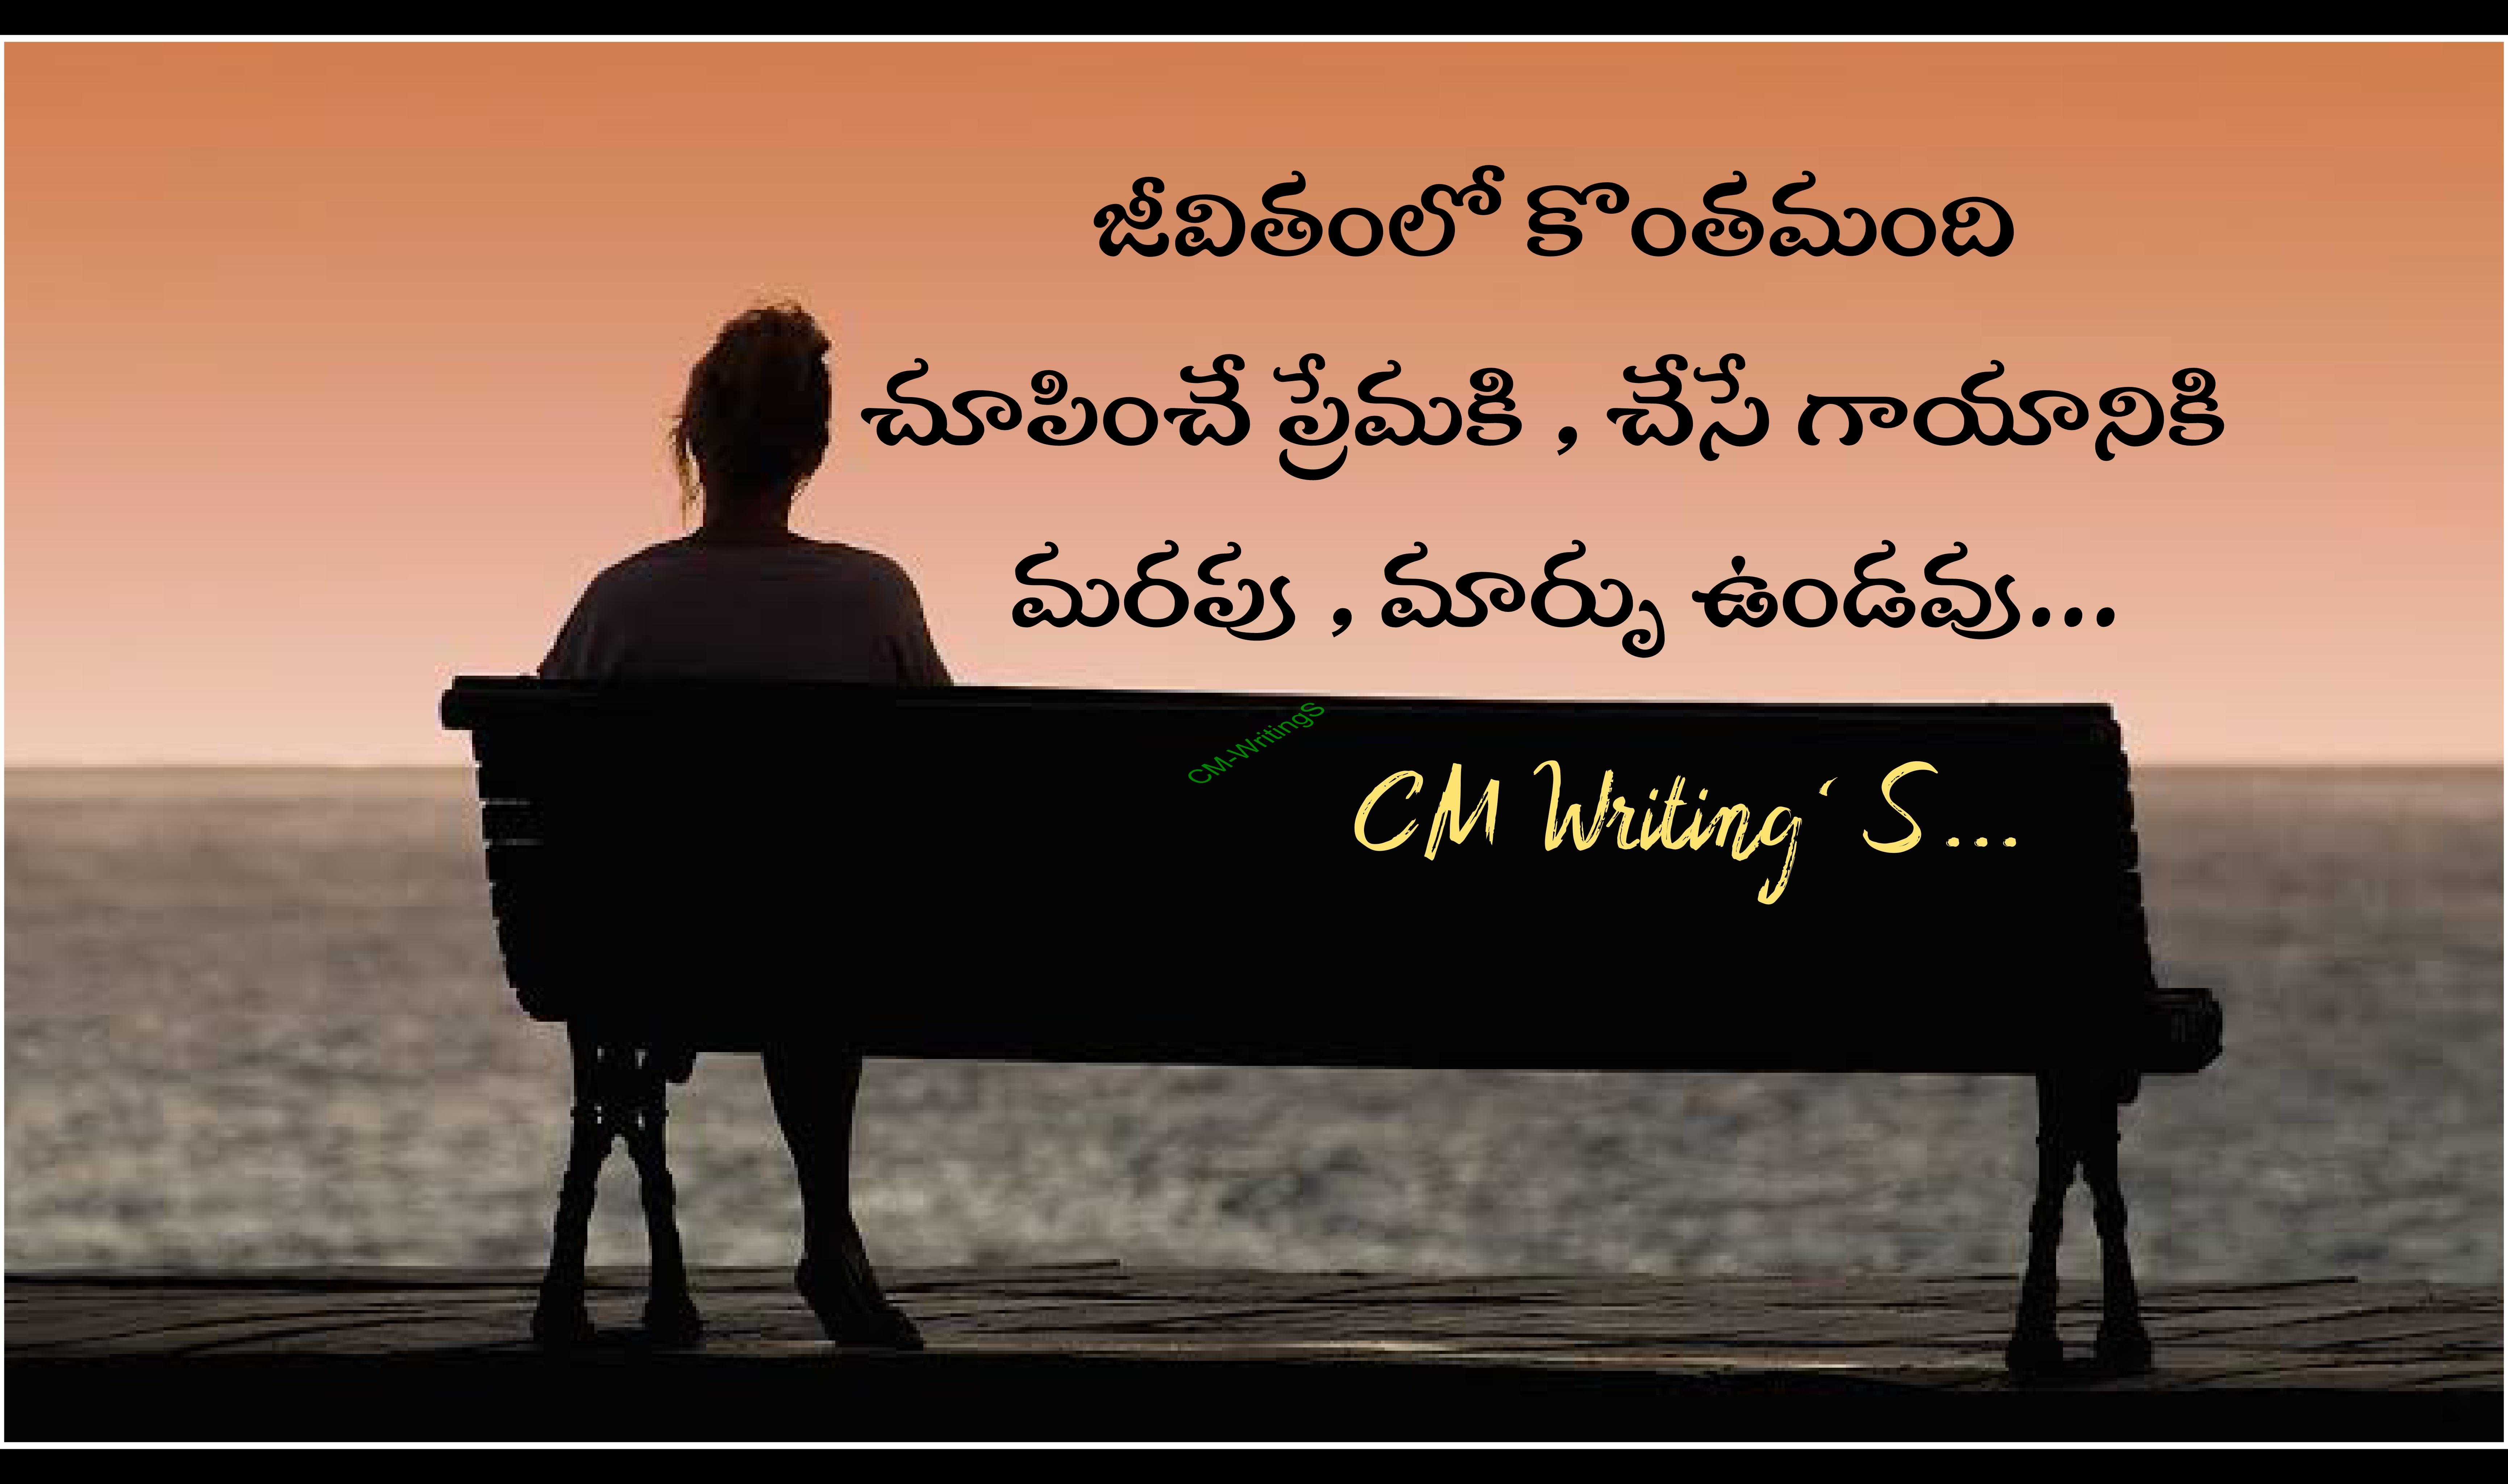 జీవితంలో కొంతమంది
చూపించే ప్రేమకి , చేసే గాయానికి
మరపు , మార్పు ఉండవు...
CM-WritingS
CM Writing ' S...